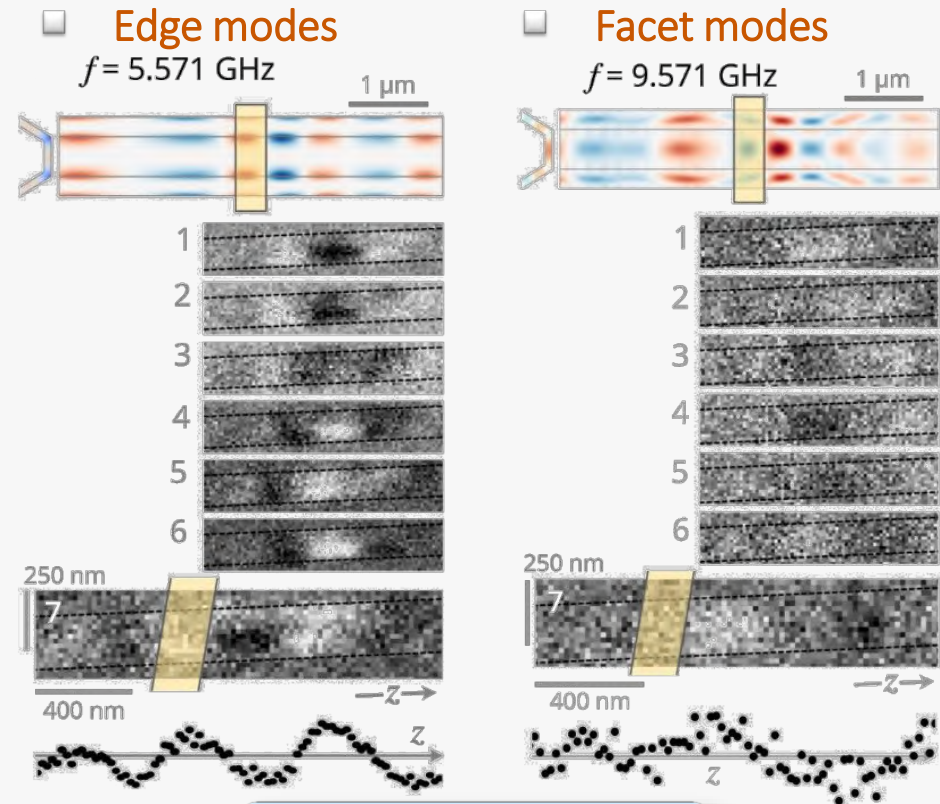 Edge modes
f = 5.571 GHz
1 μm
1
2
3
4
5
6
250 nm
7
400 nm
z
z
Facet modes
f = 9.571 GHz
1 μm
1
2
3
4
5
6
250 nm
7
400 nm
z
z